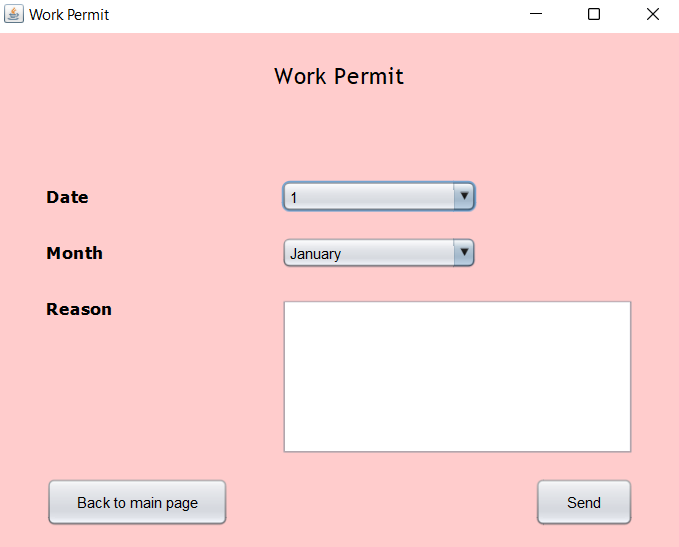 Work Permit
Work Permit
Date
1
Month
January
Reason
Back to main page
Send